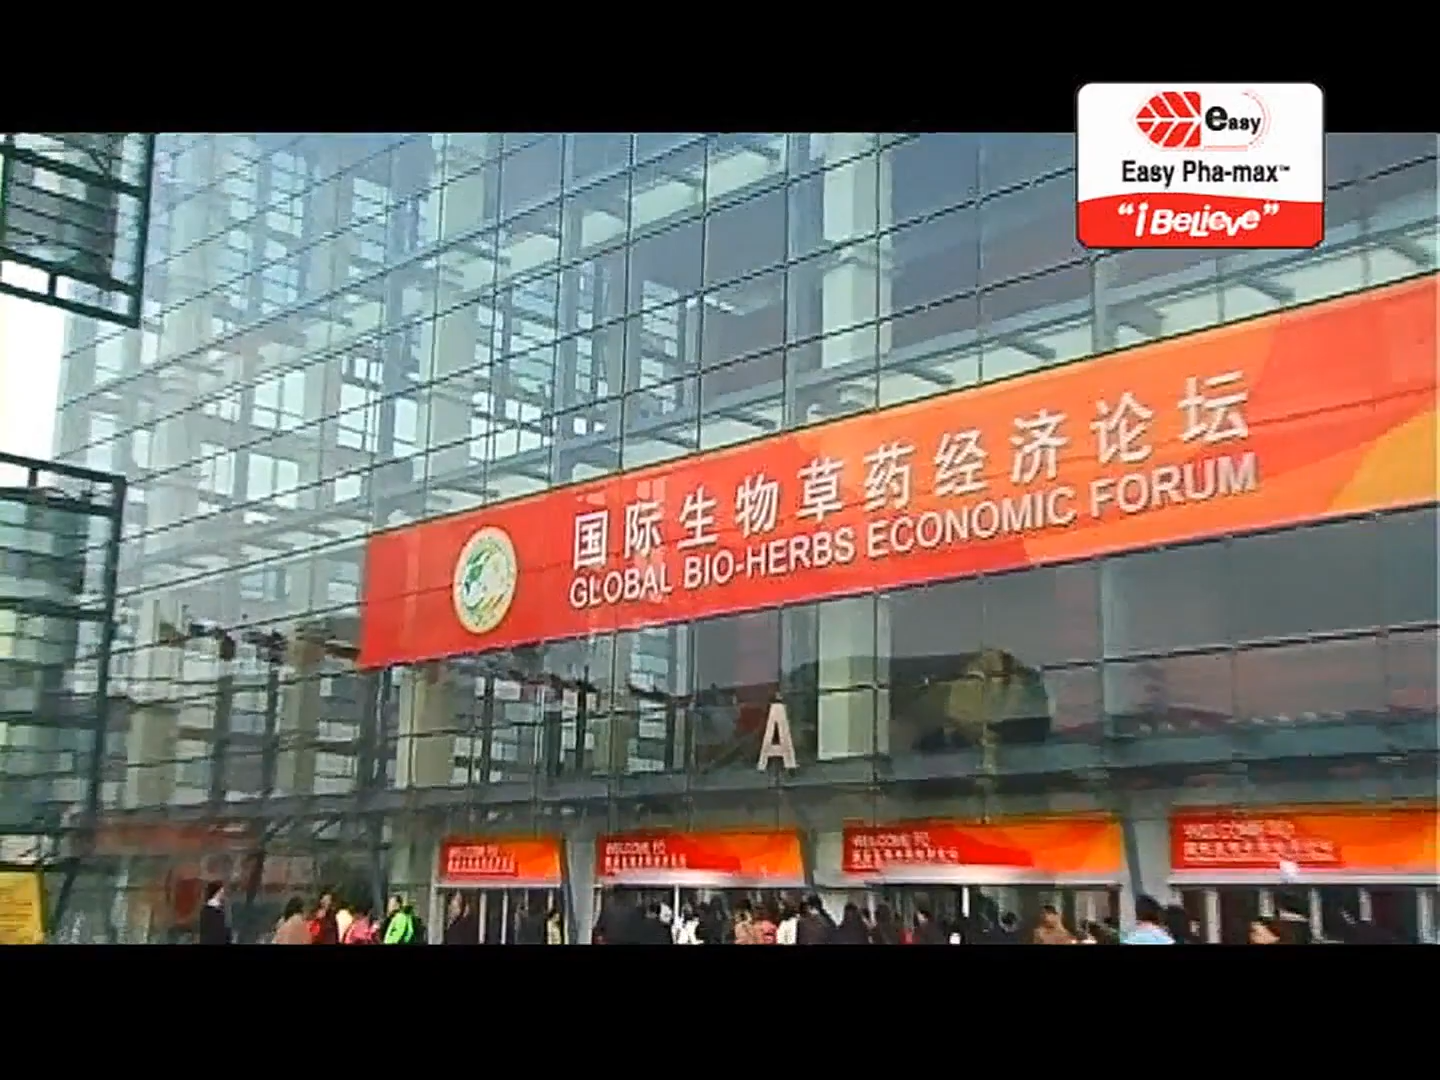 easy
Easy Pha-max™
"i Believe"
国际生物草药经济论坛
GLOBAL BIO-HERBS ECONOMIC FORUM
A
WELCOME TO
WELCOME TO
WELCOME TO
WELCOME TO